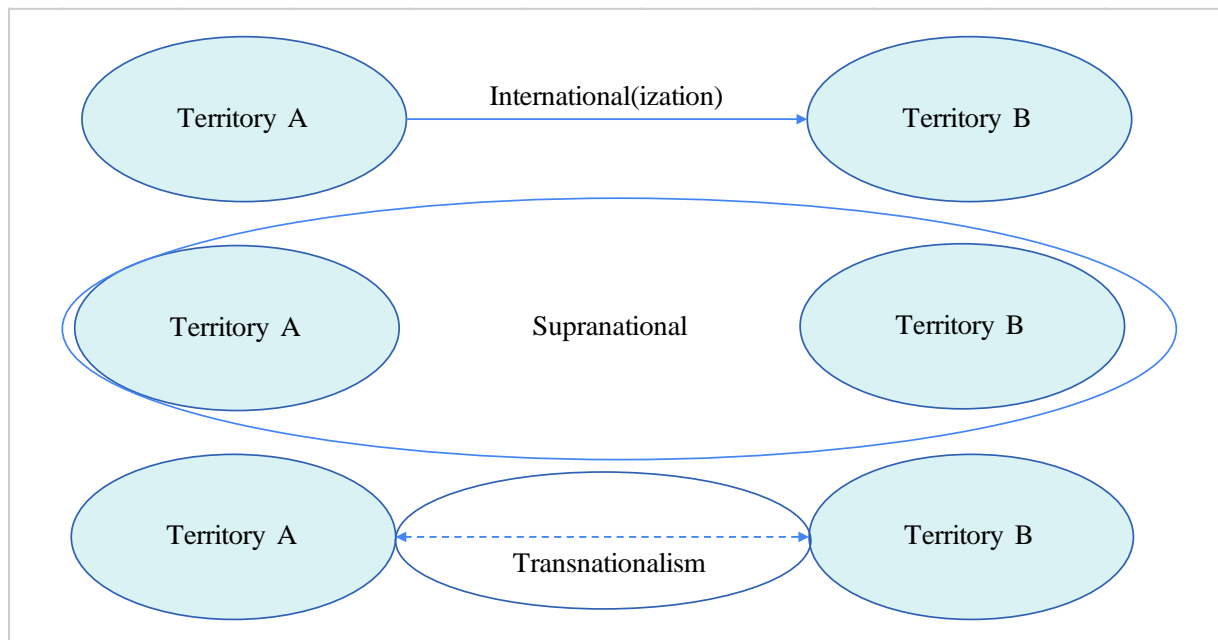 International(ization)
Territory A
Territory B
Territory A
Supranational
Territory B
Territory A
Territory B
Transnationalism